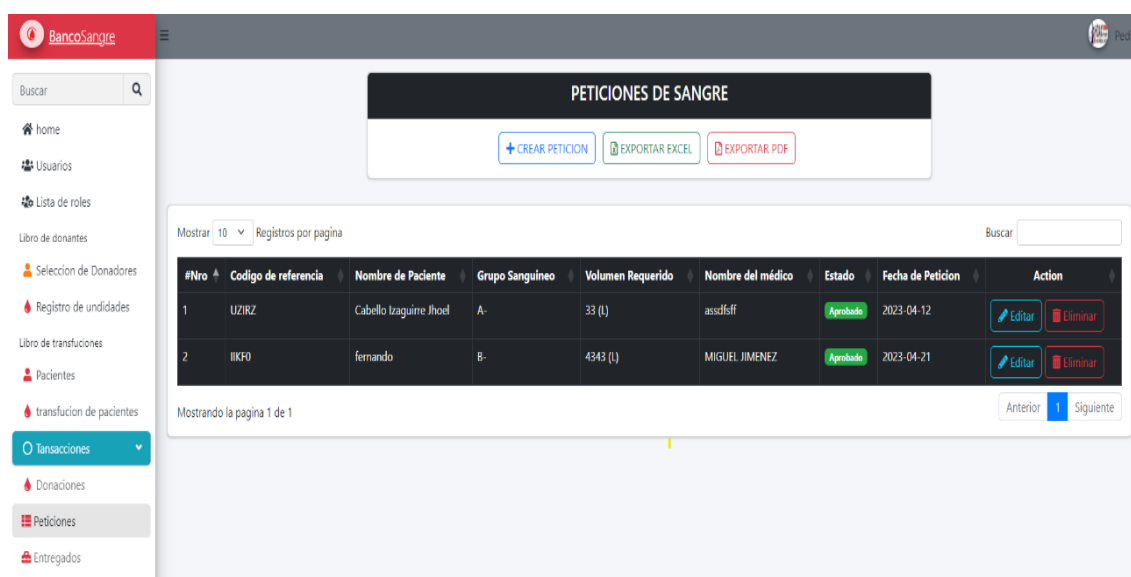 BancoSangre
Buscar
home
Usuarios
Lista de roles
Libro de donantes
Seleccion de Donadores
Registro de undidades
Libro de transfuciones
Pacientes
transfucion de pacientes
Tansacciones
Donaciones
Peticiones
Entregados
PETICIONES DE SANGRE
CREAR PETICION EXPORTAR EXCEL EXPORTAR PDF
Mostrar 10 Registros por pagina Buscar
#Nro Codigo de referencia Nombre de Paciente Grupo Sanguineo Volumen Requerido Nombre del médico Estado Fecha de Peticion Action
1 UZIRZ Cabello Izaguirre Jhoel A- 33 (L) assdfsff Aprobado 2023-04-12 Editar Eliminar
2 IIKF0 fernando B- 4343 (L) MIGUEL JIMENEZ Aprobado 2023-04-21 Editar Eliminar
Mostrando la pagina 1 de 1 Anterior 1 Siguiente